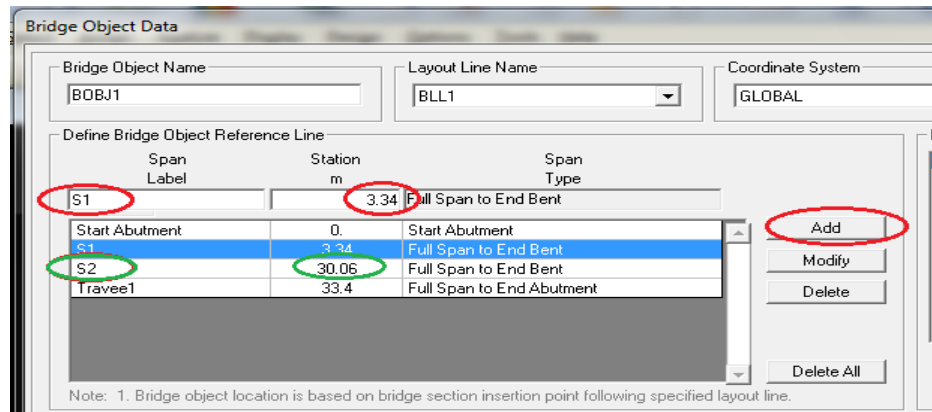 Bridge Object Data
Bridge Object Name
Layout Line Name
Coordinate System
BOBJ1
BLL1
GLOBAL
Define Bridge Object Reference Line
Span Label
Station m
Span Type
S1 3.34 Full Span to End Bent
Start Abutment 0. Start Abutment
S1 3.34 Full Span to End Bent
S2 30.06 Full Span to End Bent
Travee1 33.4 Full Span to End Abutment
Add
Modify
Delete
Delete All
Note: 1. Bridge object location is based on bridge section insertion point following specified layout line.